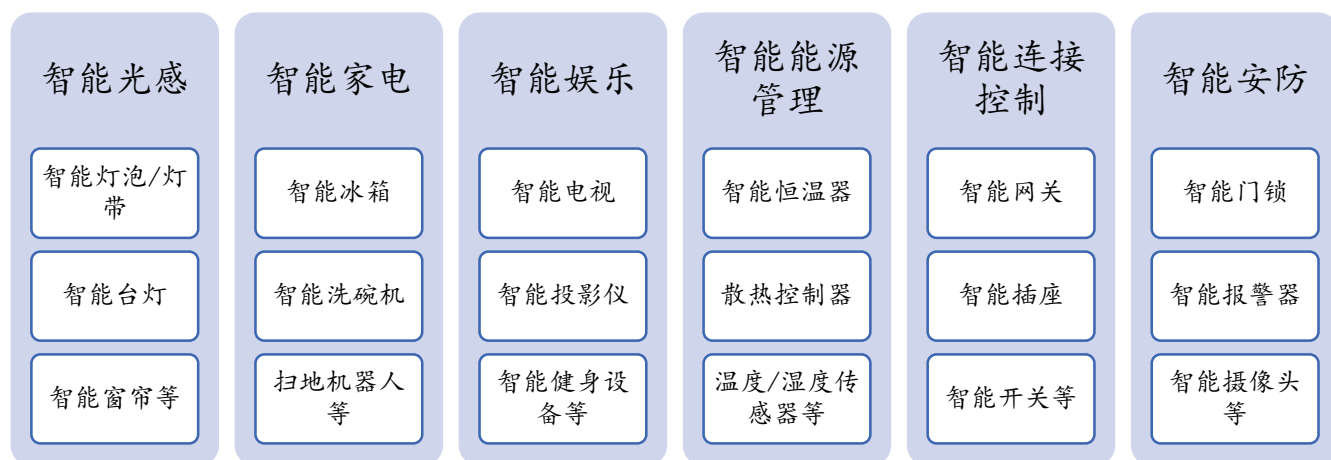 智能光感
智能灯泡/灯
带
智能台灯
智能窗帘等
智能家电
智能冰箱
智能洗碗机
扫地机器人
等
智能娱乐
智能电视
智能投影仪
智能健身设
备等
智能能源
管理
智能恒温器
散热控制器
温度/湿度传
感器等
智能连接
控制
智能网关
智能插座
智能开关等
智能安防
智能门锁
智能报警器
智能摄像头
等